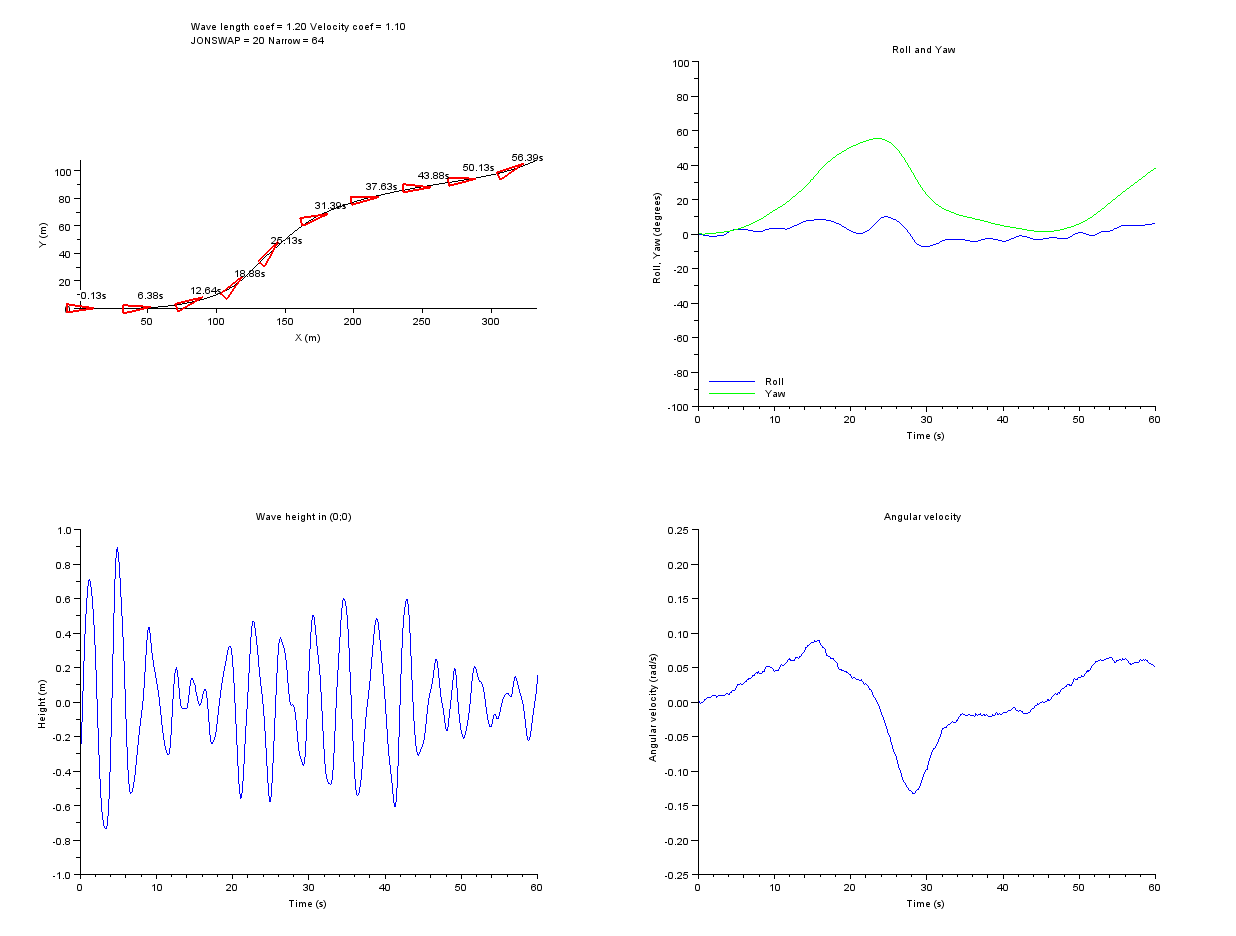 Wave length coef = 1.20 Velocity coef = 1.10
JONSWAP = 20 Narrow = 64
100
80
60
40
20
0
Y (m)
50
100
150
200
250
300
X (m)
-0.13s
6.38s
12.64s
18.88s
25.13s
31.39s
37.63s
43.88s
50.13s
56.39s
Roll and Yaw
100
80
60
40
20
0
-20
-40
-60
-80
-100
Roll, Yaw (degrees)
Roll
Yaw
0
10
20
30
40
50
60
Time (s)
Wave height in (0;0)
1.0
0.8
0.6
0.4
0.2
0.0
-0.2
-0.4
-0.6
-0.8
-1.0
Height (m)
0
10
20
30
40
50
60
Time (s)
Angular velocity
0.25
0.20
0.15
0.10
0.05
0.00
-0.05
-0.10
-0.15
-0.20
-0.25
Angular velocity (rad/s)
0
10
20
30
40
50
60
Time (s)